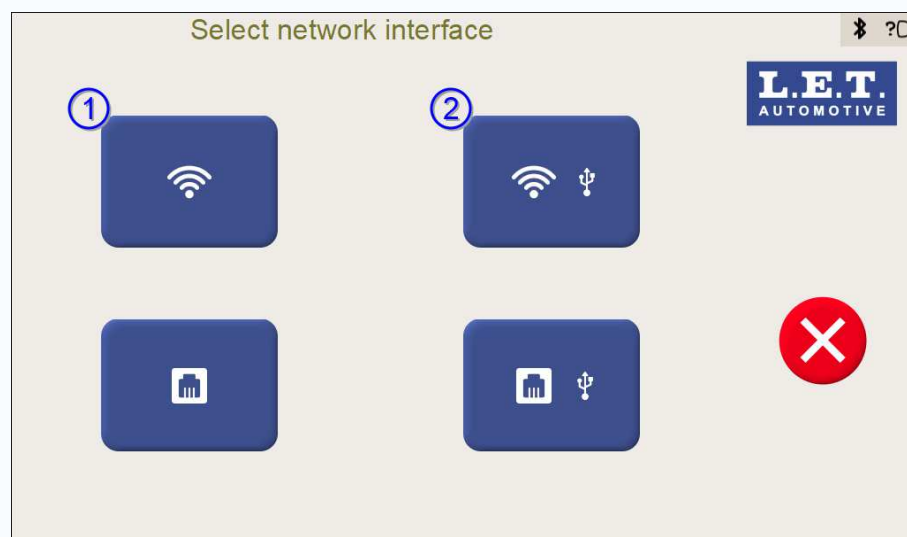 Select network interface
?
L.E.T.
AUTOMOTIVE
1
2